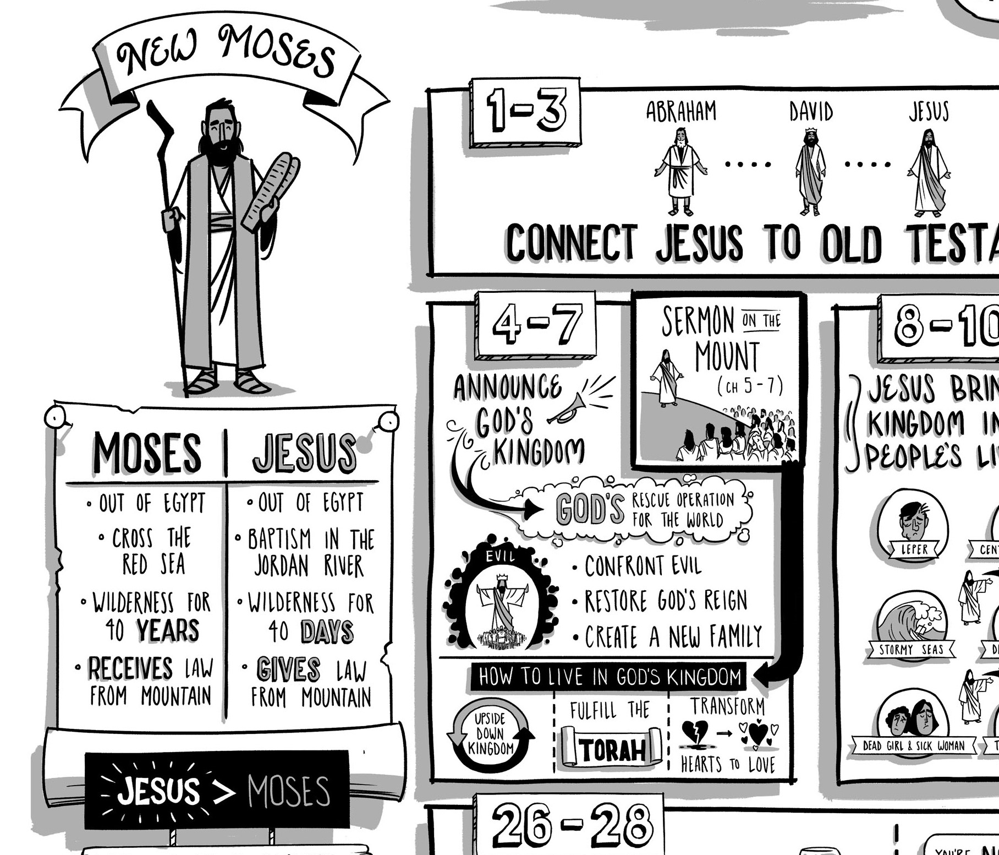 NEW MOSES
MOSES | JESUS
• OUT OF EGYPT
• CROSS THE
RED SEA
• WILDERNESS FOR
40 YEARS
• RECEIVES LAW
FROM MOUNTAIN
• OUT OF EGYPT
• BAPTISM IN THE
JORDAN RIVER
• WILDERNESS FOR
40 DAYS
• GIVES LAW
FROM MOUNTAIN
JESUS > MOSES
1-3
ABRAHAM
DAVID
JESUS
CONNECT JESUS TO OLD
4-7
ANNOUNCE
GOD'S
KINGDOM
SERMON ON THE
MOUNT
(CH 5-7)
GOD'S RESCUE OPERATION
FOR THE WORLD
EVIL
• CONFRONT EVIL
• RESTORE GOD'S REIGN
• CREATE A NEW FAMILY
HOW TO LIVE IN GOD'S KINGDOM
UPSIDE
DOWN
KINGDOM
FULFILL THE
TORAH
TRANSFORM
HEARTS TO LOVE
8-10
JESUS
KINGDOM
PEOPLE'S
LEPER
STORMY SEAS
DEAD GIRL & SICK WOMAN
26-28
YOU'RE